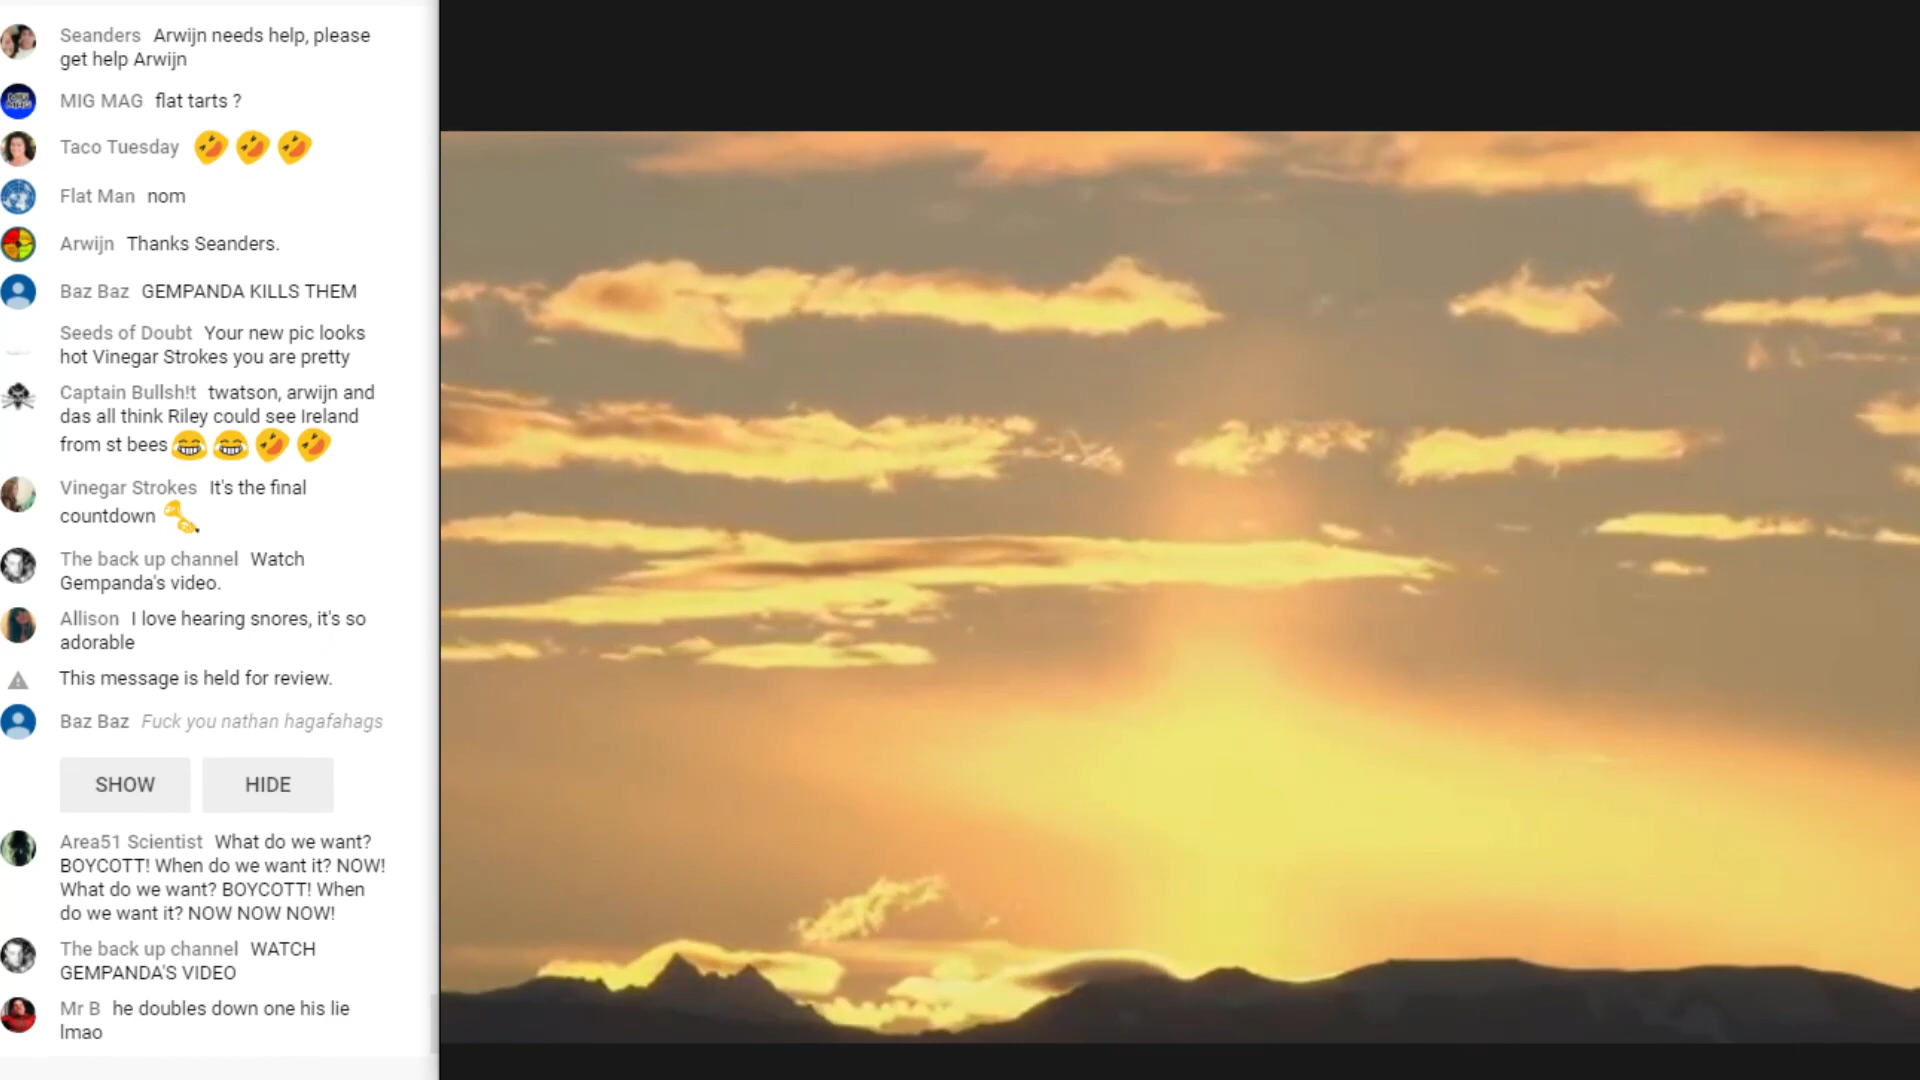 Seanders Arwijn needs help, please
get help Arwijn
MIG MAG flat tarts ?
Taco Tuesday 🤣🤣🤣
Flat Man nom
Arwijn Thanks Seanders.
Baz Baz GEMPANDA KILLS THEM
Seeds of Doubt Your new pic looks
hot Vinegar Strokes you are pretty
Captain Bullsh!t twatson, arwijn and
das all think Riley could see Ireland
from st bees😂😂🤣🤣
Vinegar Strokes It's the final
countdown
The back up channel Watch
Gempanda's video.
Allison I love hearing snores, it's so
adorable
This message is held for review.
Baz Baz Fuck you nathan hagafahags
SHOW HIDE
Area51 Scientist What do we want?
BOYCOTT! When do we want it? NOW!
What do we want? BOYCOTT! When
do we want it? NOW NOW NOW!
The back up channel WATCH
GEMPANDA'S VIDEO
Mr B he doubles down one his lie
lmao